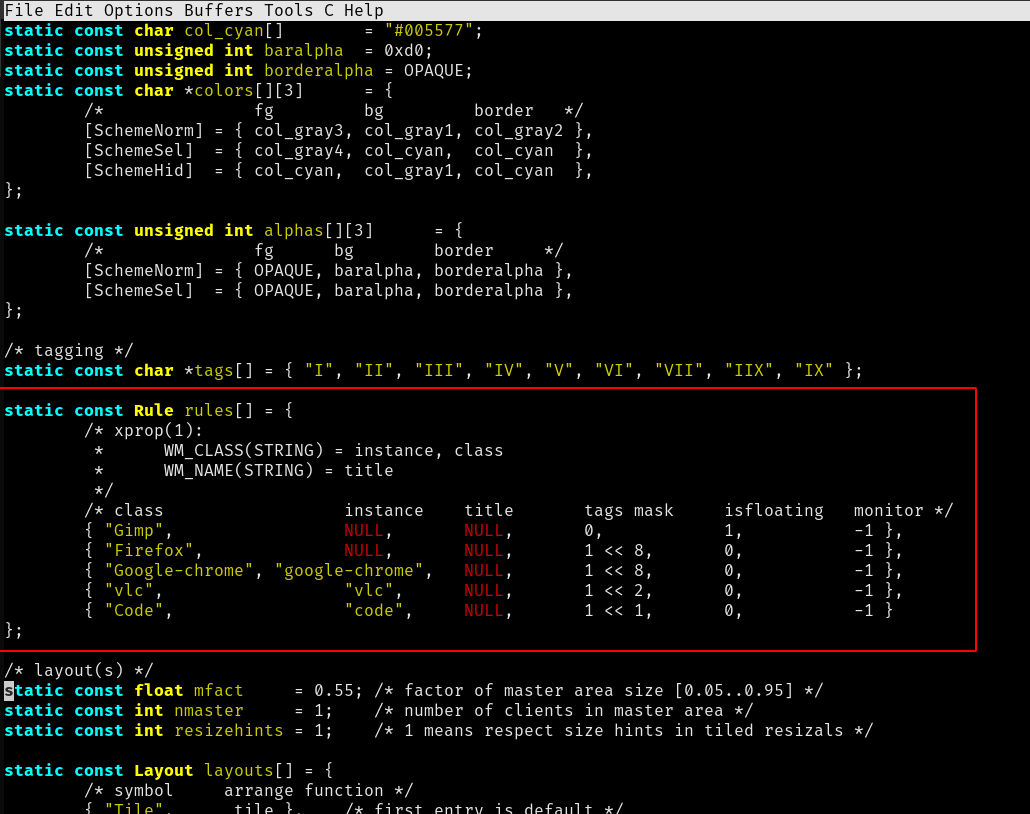 File Edit Options Buffers Tools C Help
static const char col_cyan[]        = "#005577";
static const unsigned int baralpha  = 0xd0;
static const unsigned int borderalpha = OPAQUE;
static const char *colors[][3]      = {
        /*               fg         bg         border   */
        [SchemeNorm] = { col_gray3, col_gray1, col_gray2 },
        [SchemeSel]  = { col_gray4, col_cyan,  col_cyan  },
        [SchemeHid]  = { col_cyan,  col_gray1, col_cyan  },
};
static const unsigned int alphas[][3]      = {
        /*               fg      bg        border     */
        [SchemeNorm] = { OPAQUE, baralpha, borderalpha },
        [SchemeSel]  = { OPAQUE, baralpha, borderalpha },
};
/* tagging */
static const char *tags[] = { "I", "II", "III", "IV", "V", "VI", "VII", "IIX", "IX" };
static const Rule rules[] = {
        /* xprop(1):
         *      WM_CLASS(STRING) = instance, class
         *      WM_NAME(STRING) = title
         */
        /* class                  instance    title       tags mask     isfloating   monitor */
        { "Gimp",                 NULL,       NULL,       0,            1,           -1 },
        { "Firefox",              NULL,       NULL,       1 << 8,       0,           -1 },
        { "Google-chrome", "google-chrome",   NULL,       1 << 8,       0,           -1 },
        { "vlc",                  "vlc",      NULL,       1 << 2,       0,           -1 },
        { "Code",                 "code",     NULL,       1 << 1,       0,           -1 }
};
/* layout(s) */
static const float mfact     = 0.55; /* factor of master area size [0.05..0.95] */
static const int nmaster     = 1;    /* number of clients in master area */
static const int resizehints = 1;    /* 1 means respect size hints in tiled resizals */
static const Layout layouts[] = {
        /* symbol     arrange function */
        { "Tile",      tile },    /* first entry is default */